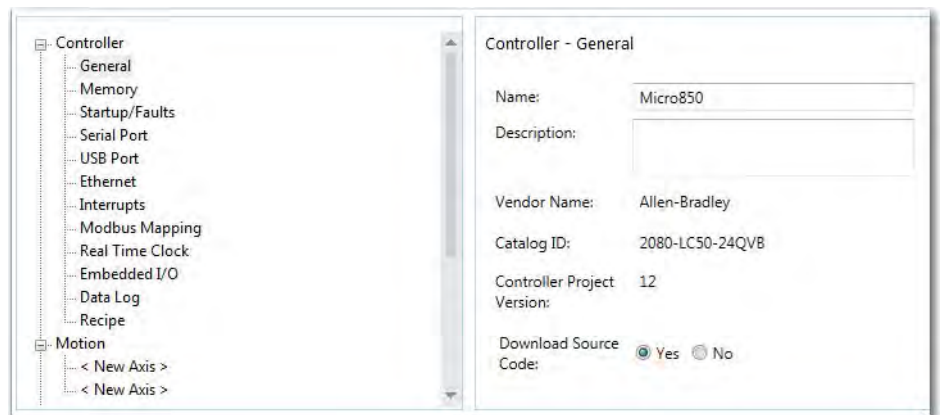 Controller
General
Memory
Startup/Faults
Serial Port
USB Port
Ethernet
Interrupts
Modbus Mapping
Real Time Clock
Embedded I/O
Data Log
Recipe
Motion
< New Axis >
< New Axis >
Controller - General
Name: Micro850
Description:
Vendor Name: Allen-Bradley
Catalog ID: 2080-LC50-24QVB
Controller Project 12
Version:
Download Source
Code: Yes No